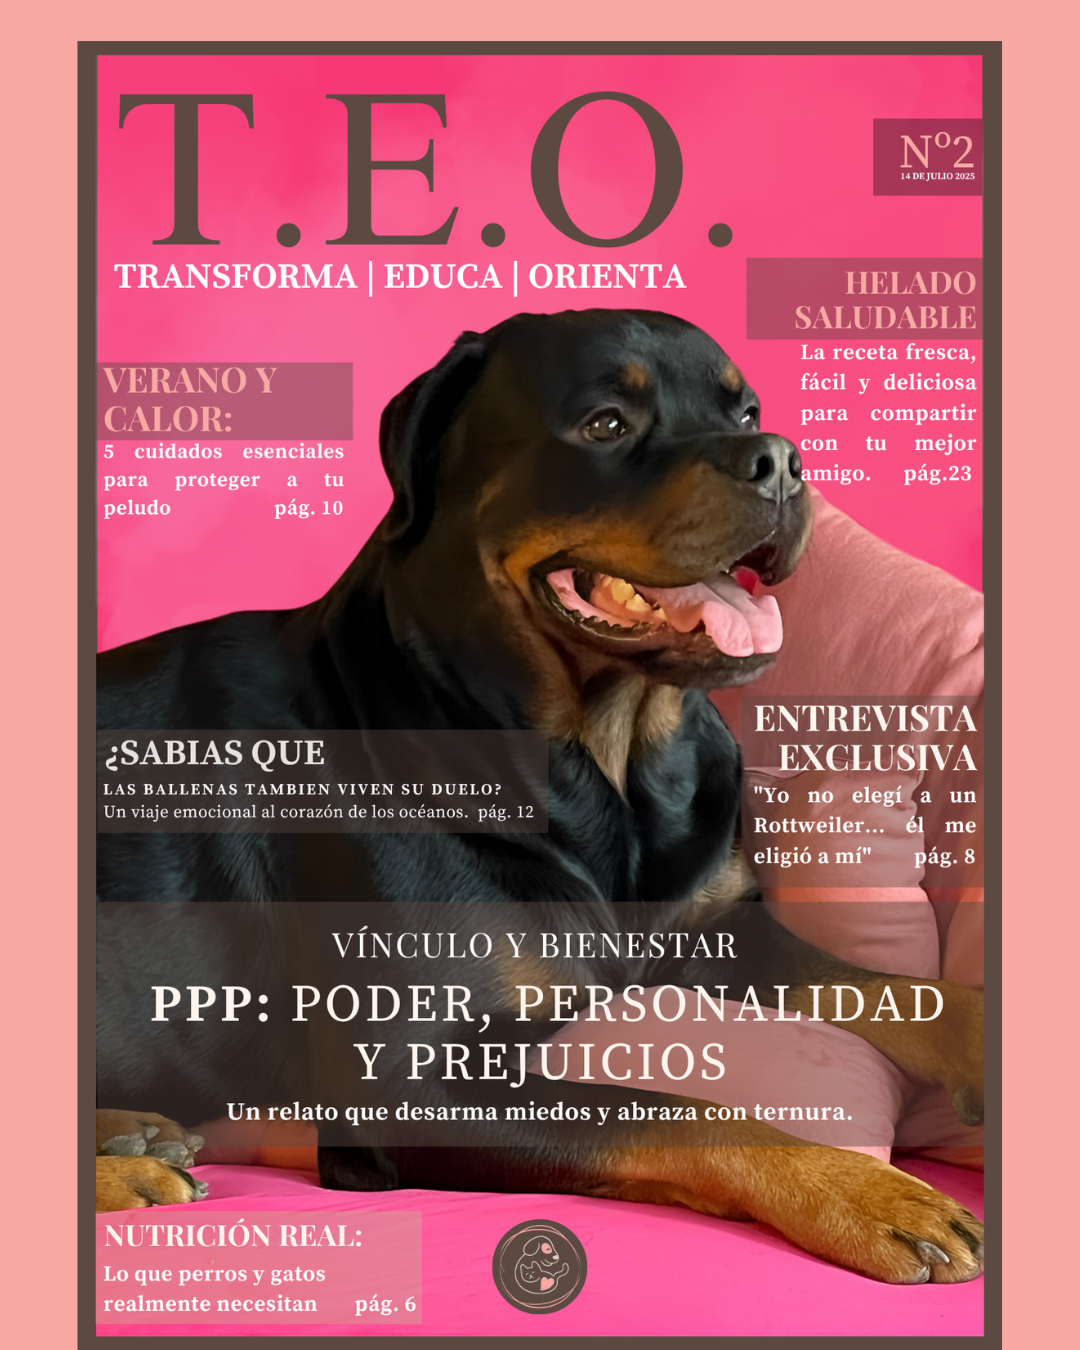 T.E.O.
TRANSFORMA | EDUCA | ORIENTA
Nº2
14 DE JULIO 2025
HELADO
SALUDABLE
La receta fresca,
fácil y deliciosa
para compartir
con tu mejor
amigo. pág.23
VERANO Y
CALOR:
5 cuidados esenciales
para proteger a tu
peludo pág. 10
¿SABIAS QUE
LAS BALLENAS TAMBIEN VIVEN SU DUELO?
Un viaje emocional al corazón de los océanos. pág. 12
ENTREVISTA
EXCLUSIVA
"Yo no elegí a un
Rottweiler... él me
eligió a mí" pág. 8
VÍNCULO Y BIENESTAR
PPP: PODER, PERSONALIDAD
Y PREJUICIOS
Un relato que desarma miedos y abraza con ternura.
NUTRICIÓN REAL:
Lo que perros y gatos
realmente necesitan pág. 6